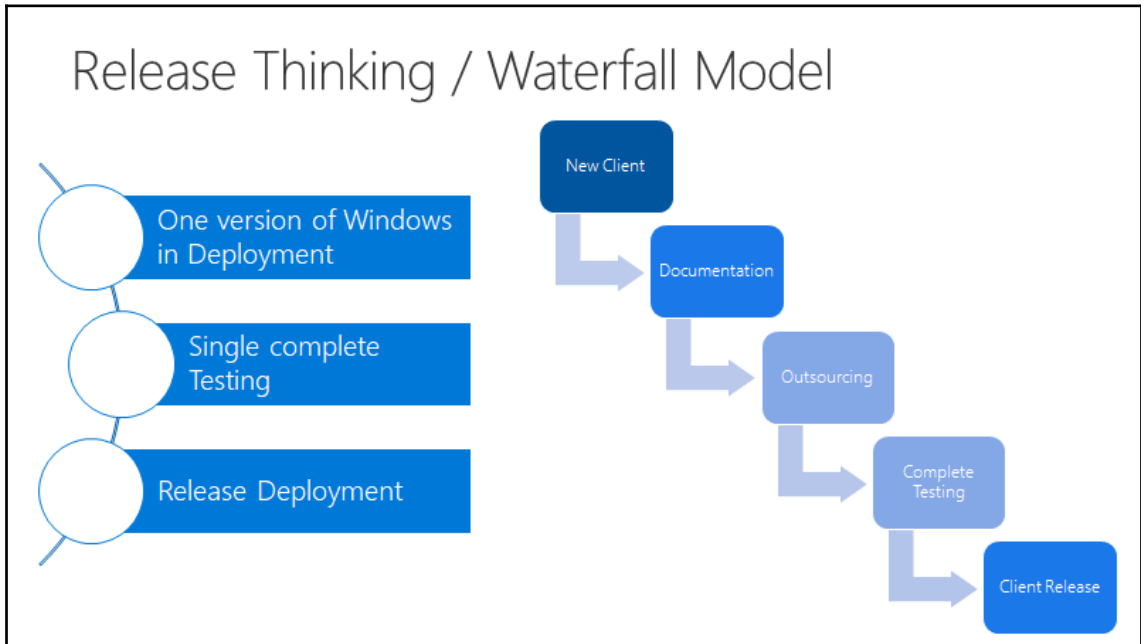 Release Thinking / Waterfall Model
One version of Windows
in Deployment
Single complete
Testing
Release Deployment
New Client
Documentation
Outsourcing
Complete
Testing
Client Release